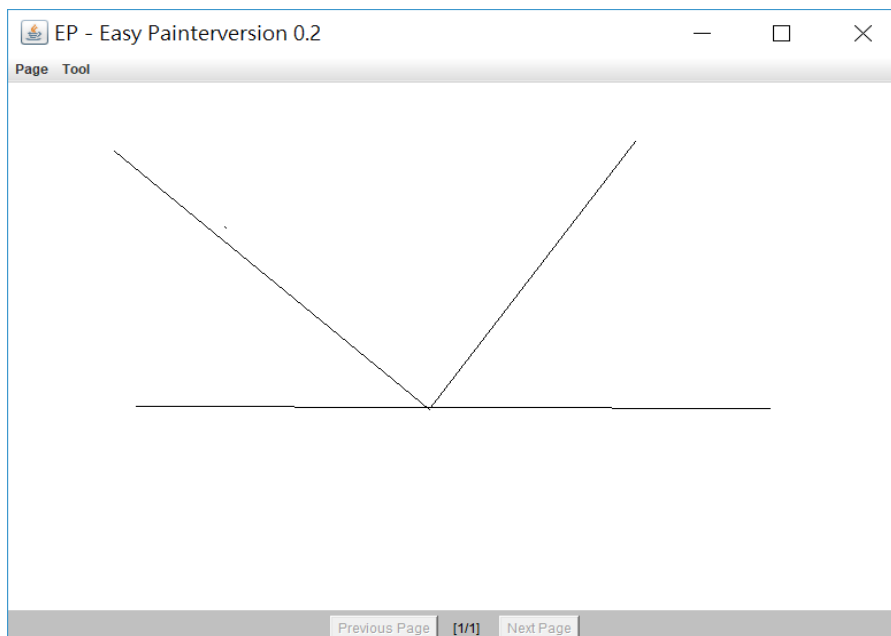 EP - Easy Painterversion 0.2
Page Tool
Previous Page [1/1] Next Page